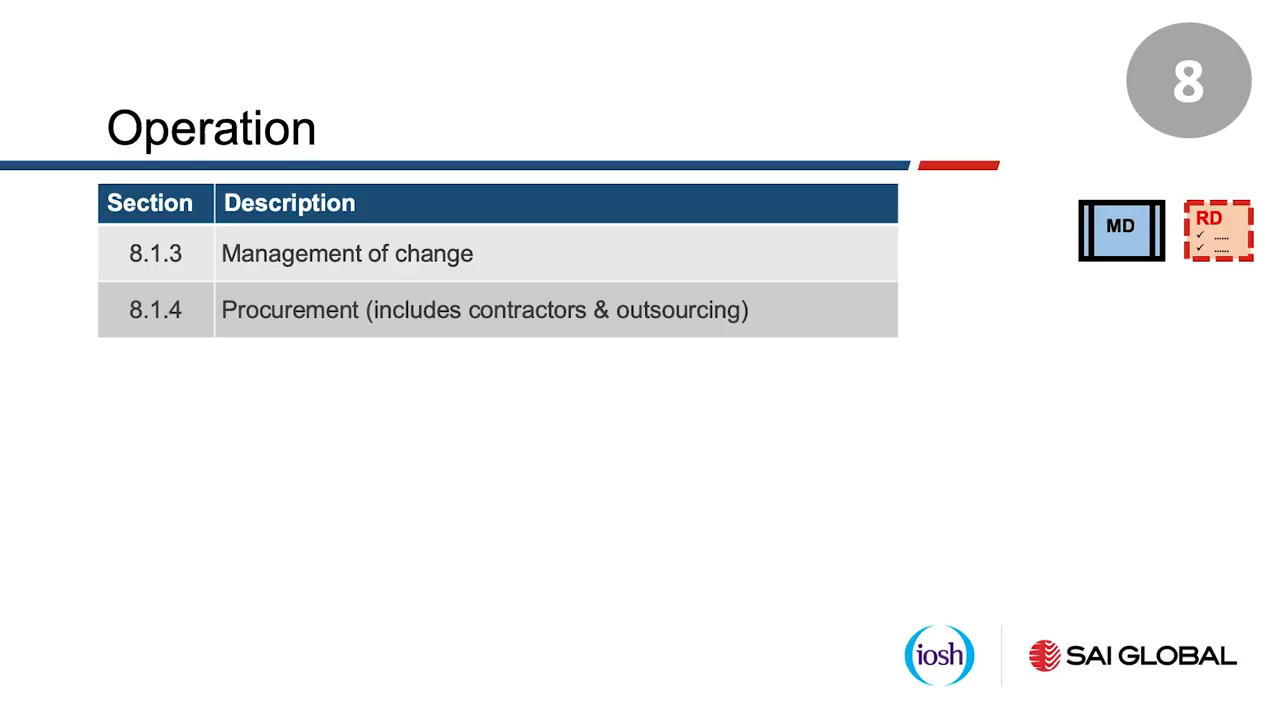 8
Operation
Section Description
8.1.3 Management of change
8.1.4 Procurement (includes contractors & outsourcing)
MD
RD
✓ ......
✓ ......
iosh
SAI GLOBAL